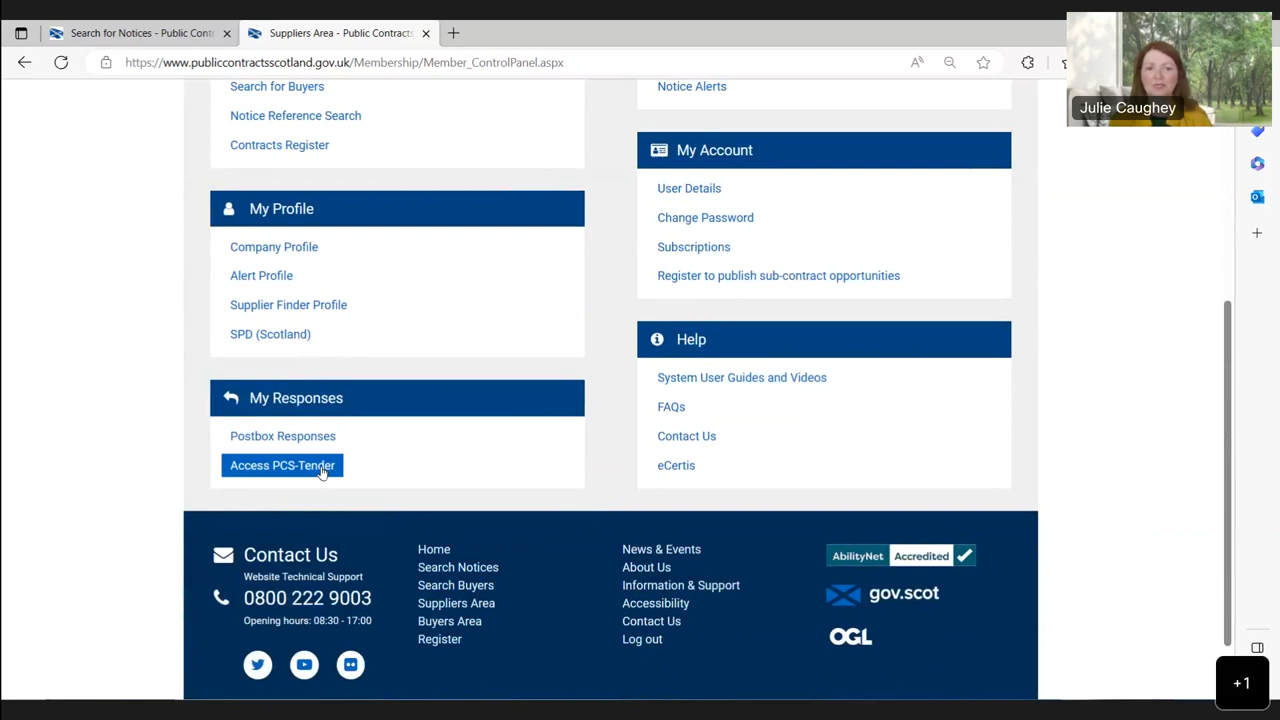 Search for Notices - Public Contr
Suppliers Area - Public Contracts
https://www.publiccontractsscotland.gov.uk/Membership/Member_ControlPanel.aspx
Julie Caughey
Search for Buyers
Notice Reference Search
Contracts Register
My Profile
Company Profile
Alert Profile
Supplier Finder Profile
SPD (Scotland)
My Responses
Postbox Responses
Access PCS-Tender
Notice Alerts
My Account
User Details
Change Password
Subscriptions
Register to publish sub-contract opportunities
Help
System User Guides and Videos
FAQs
Contact Us
eCertis
Contact Us
Website Technical Support
0800 222 9003
Opening hours: 08:30 - 17:00
Home
Search Notices
Search Buyers
Suppliers Area
Buyers Area
Register
News & Events
About Us
Information & Support
Accessibility
Contact Us
Log out
AbilityNet Accredited
gov.scot
OGL
+1